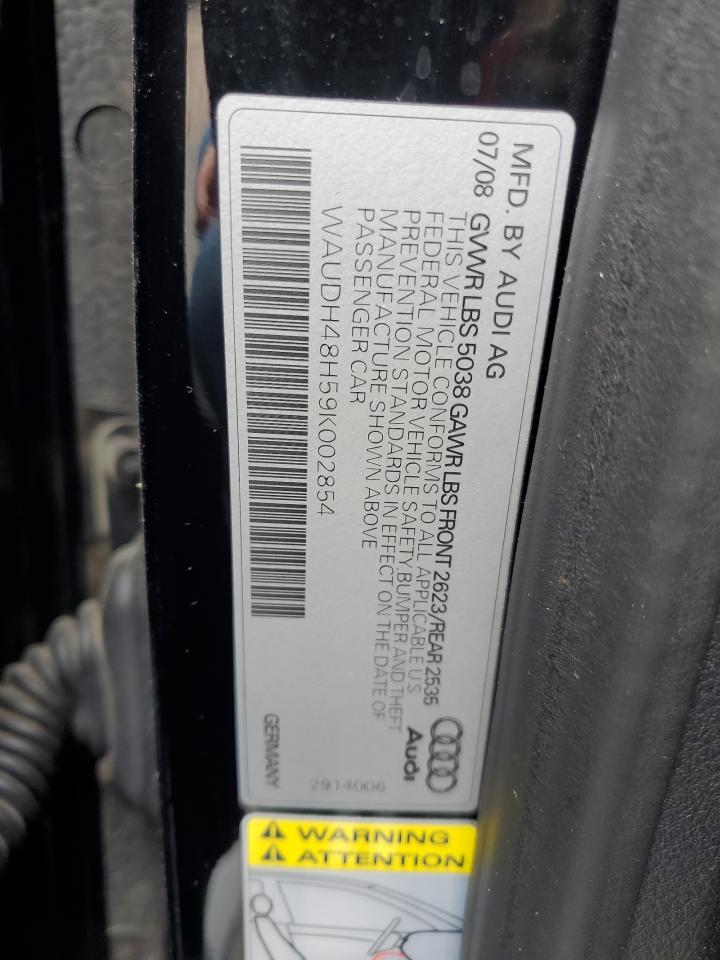 MFD. BY AUDI AG
07/08 GVWR LBS 5038 GAWR LBS FRONT 2623/REAR 2535
THIS VEHICLE CONFORMS TO ALL APPLICABLE U S
FEDERAL MOTOR VEHICLE SAFETY,BUMPER AND THEFT
PREVENTION STANDARDS IN EFFECT ON THE DATE OF
MANUFACTURE SHOWN ABOVE
PASSENGER CAR
WAUDH48H59K002854
Audi
2914006
GERMANY
WARNING
ATTENTION